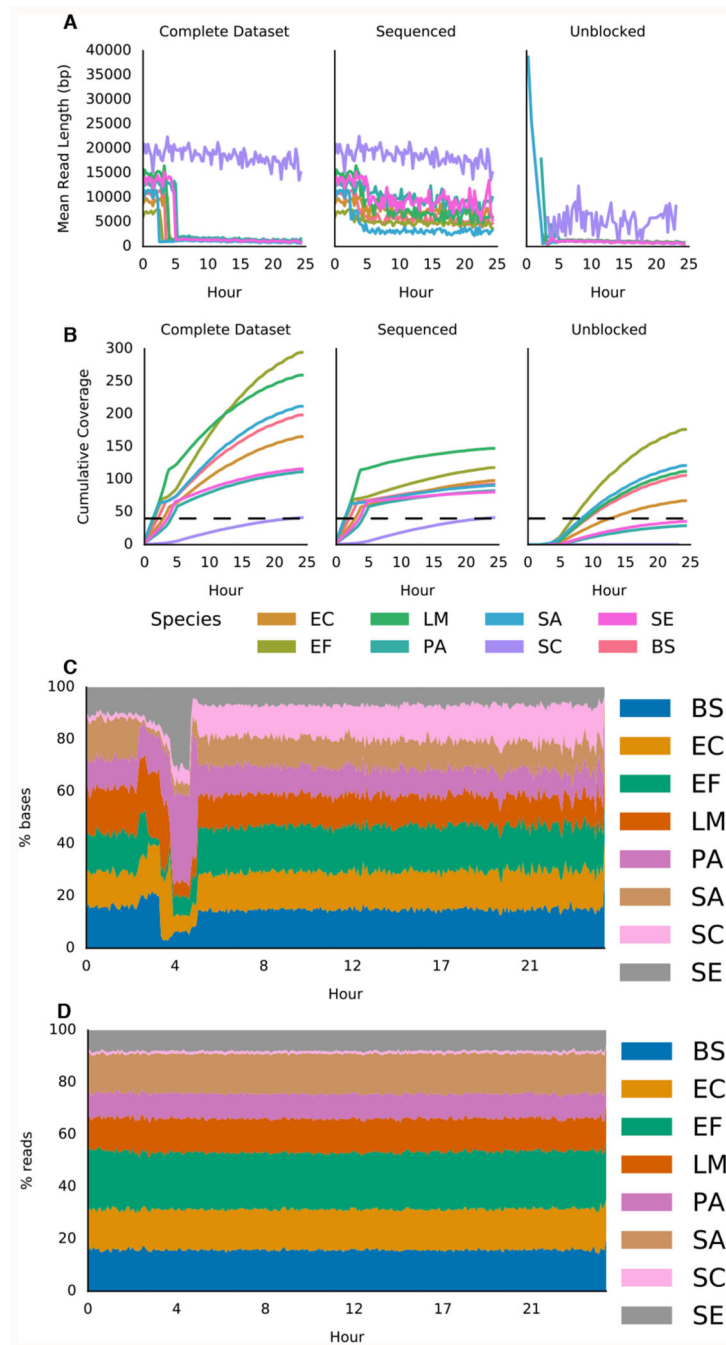 A
Complete Dataset Sequenced Unblocked
Mean Read Length (bp)
40000
35000
30000
25000
20000
15000
10000
5000
0
0 5 10 15 20 25 0 5 10 15 20 25 0 5 10 15 20 25
Hour Hour Hour
B
Complete Dataset Sequenced Unblocked
Cumulative Coverage
300
250
200
150
100
50
0
0 5 10 15 20 25 0 5 10 15 20 25 0 5 10 15 20 25
Hour Hour Hour
Species EC LM SA SE
EF PA SC BS
C
% bases
100
80
60
40
20
0
0 4 8 12 17 21
Hour
BS
EC
EF
LM
PA
SA
SC
SE
D
% reads
100
80
60
40
20
0
0 4 8 12 17 21
Hour
BS
EC
EF
LM
PA
SA
SC
SE